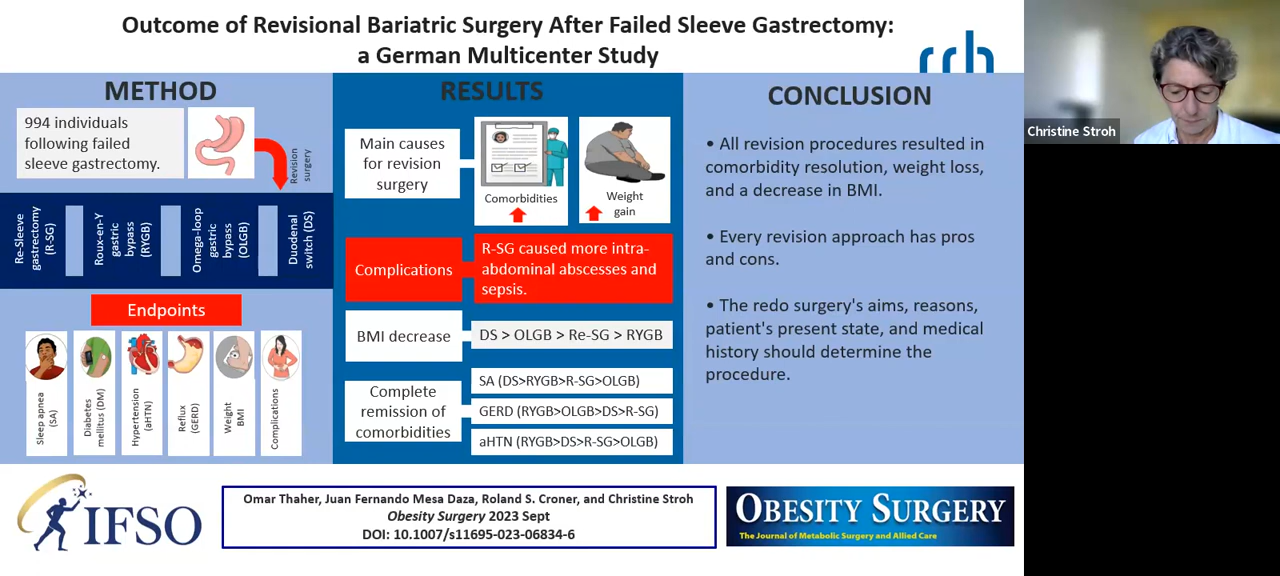 Outcome of Revisional Bariatric Surgery After Failed Sleeve Gastrectomy:
a German Multicenter Study
METHOD
994 individuals
following failed
sleeve gastrectomy.
Revision
surgery
Re-Sleeve
gastrectomy
(R-SG)
Roux-en-Y
gastric
bypass
(RYGB)
Omega-loop
gastric
bypass
(OLGB)
Duodenal
switch (DS)
Endpoints
Sleep apnea
(SA)
Diabetes
mellitus (DM)
Hypertension
(aHTN)
Reflux
(GERD)
Weight
BMI
Complications
RESULTS
Main causes
for revision
surgery
Comorbidities
Weight
gain
Complications
R-SG caused more intra-
abdominal abscesses and
sepsis.
BMI decrease
DS > OLGB > Re-SG > RYGB
Complete
remission of
comorbidities
SA (DS>RYGB>R-SG>OLGB)
GERD (RYGB>OLGB>DS>R-SG)
aHTN (RYGB>DS>R-SG>OLGB)
crh
CONCLUSION
• All revision procedures resulted in
comorbidity resolution, weight loss,
and a decrease in BMI.
• Every revision approach has pros
and cons.
• The redo surgery's aims, reasons,
patient's present state, and medical
history should determine the
procedure.
Christine Stroh
IFSO
Omar Thaher, Juan Fernando Mesa Daza, Roland S. Croner, and Christine Stroh
Obesity Surgery 2023 Sept
DOI: 10.1007/s11695-023-06834-6
OBESITY SURGERY
The Journal of Metabolic Surgery and Allied Care